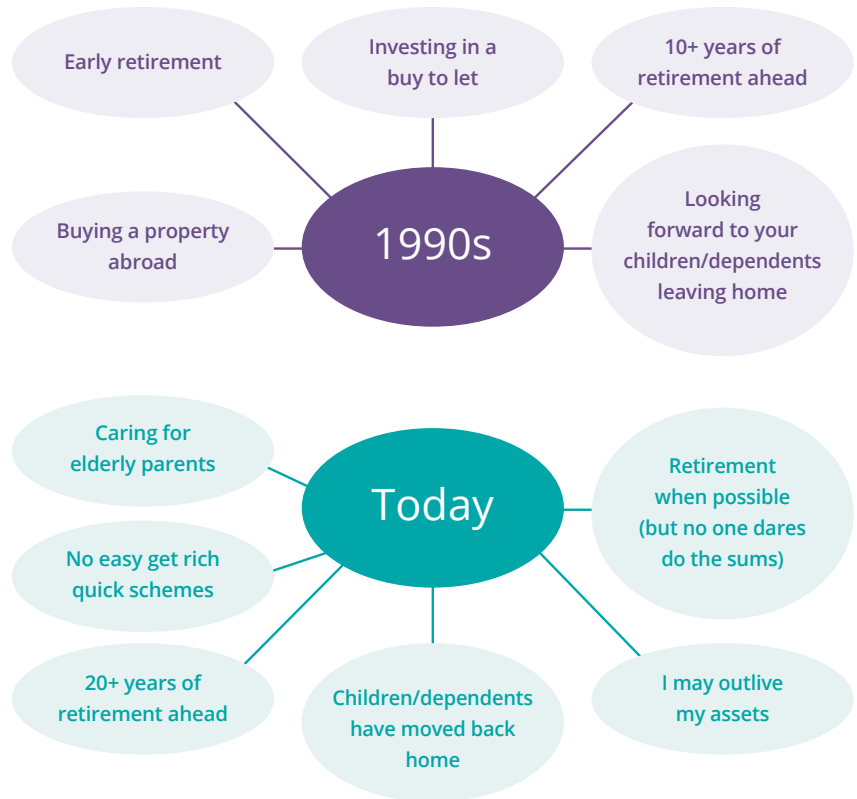 Early retirement
Investing in a
buy to let
10+ years of
retirement ahead
Buying a property
abroad
1990s
Looking
forward to your
children/dependents
leaving home
Caring for
elderly parents
Today
Retirement
when possible
(but no one dares
do the sums)
No easy get rich
quick schemes
20+ years of
retirement ahead
Children/dependents
have moved back
home
I may outlive
my assets